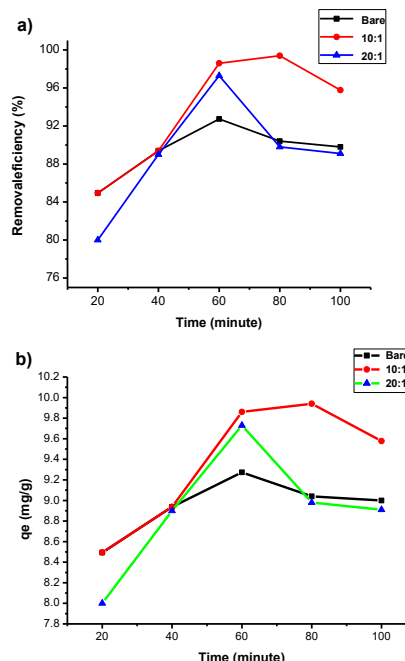 a)
Bare
10:1
20:1
100
96
92
88
84
80
76
Removaleficiency (%)
20 40 60 80 100
Time (minute)
b)
Bare
10:1
20:1
10.2
10.0
9.8
9.6
9.4
9.2
9.0
8.8
8.6
8.4
8.2
8.0
7.8
qe (mg/g)
20 40 60 80 100
Time (minute)